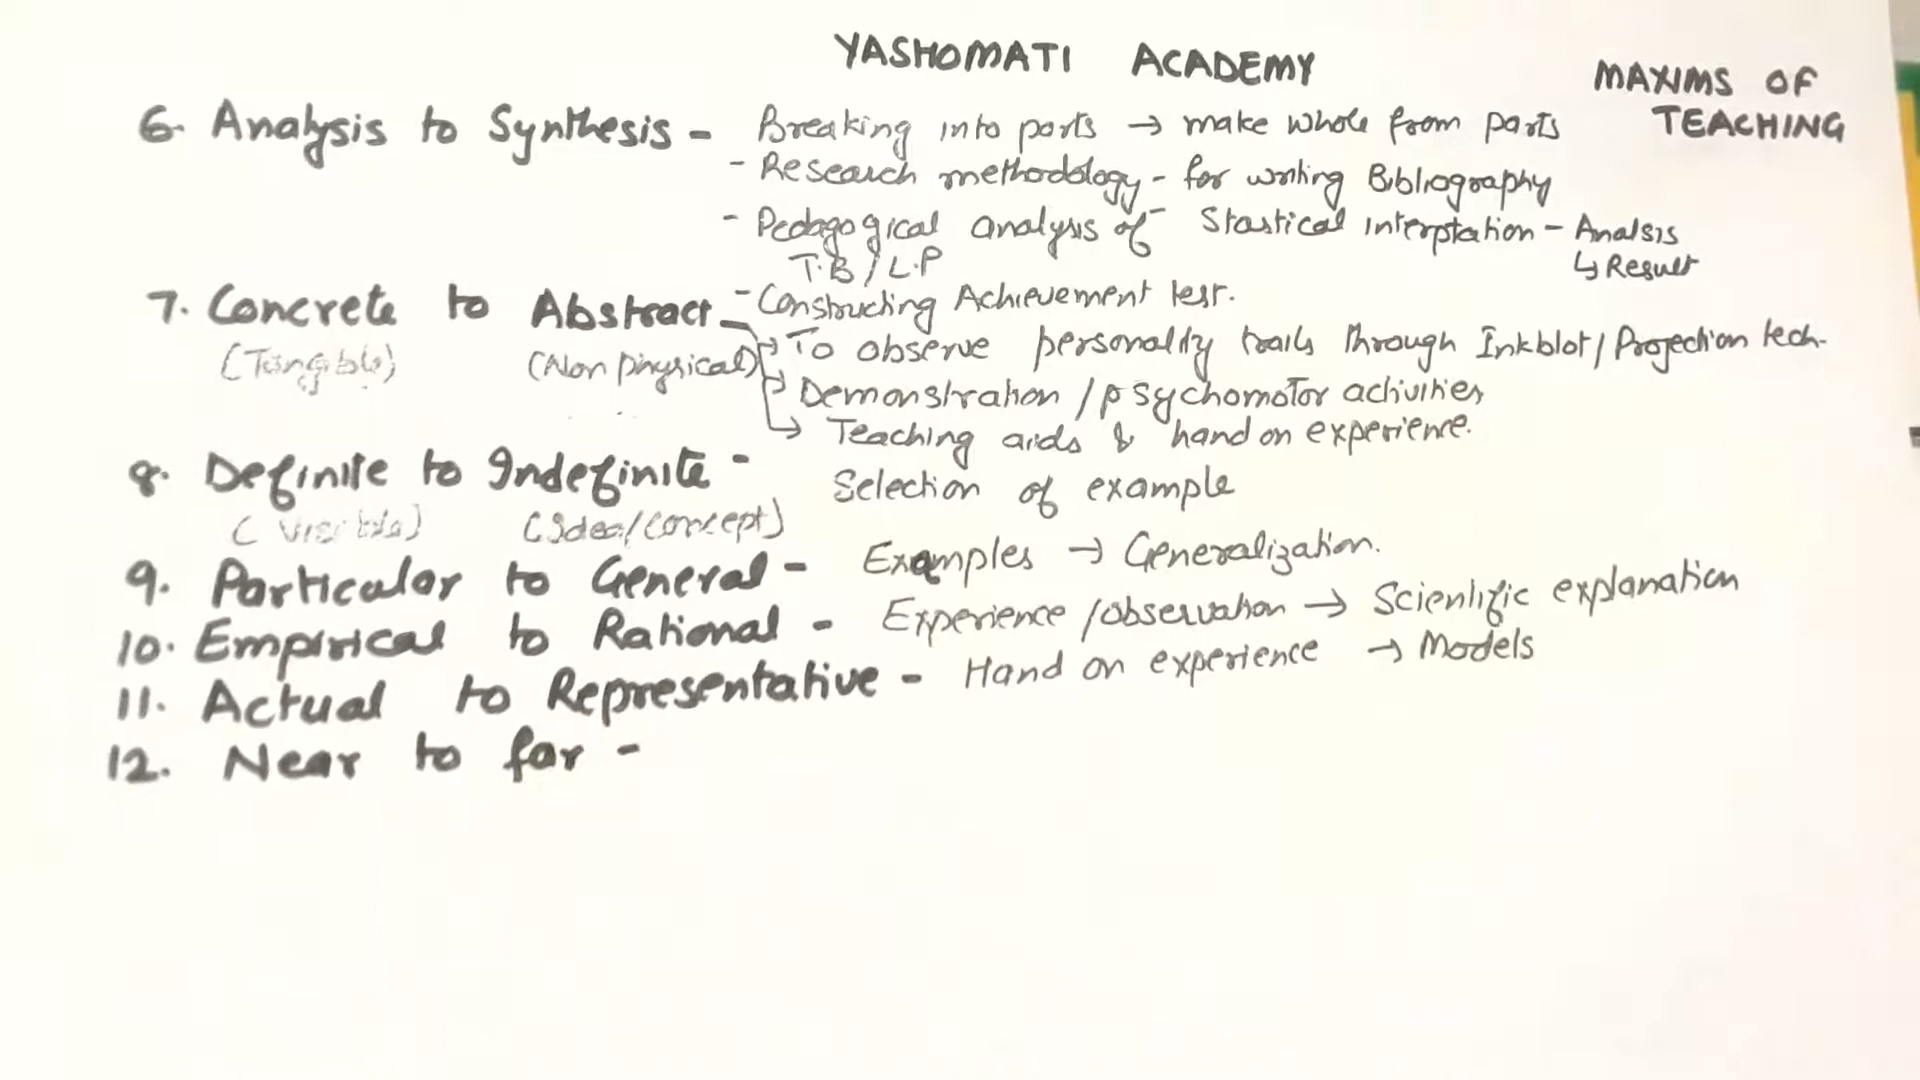 YASHOMATI ACADEMY
MAXIMS OF
TEACHING
6. Analysis to Synthesis - Breaking into parts → make whole from parts
- Research methodology - for writing Bibliography
- Pedagogical analysis of - Stastical interptation - Analsis
T.B / L.P ↳ Result
7. Concrete to Abstract - Constructing Achievement test.
(Tangible) (Non physical) → To observe personality traits through Inkblot / Projection tech.
→ Demonstration / psychomotor activities
→ Teaching aids & hand on experience.
8. Definite to Indefinite - Selection of example
(Visible) (Idea/concept)
9. Particular to General - Examples → Generalization.
10. Empirical to Rational - Experience / observation → Scientific explanation
11. Actual to Representative - Hand on experience → Models
12. Near to far -